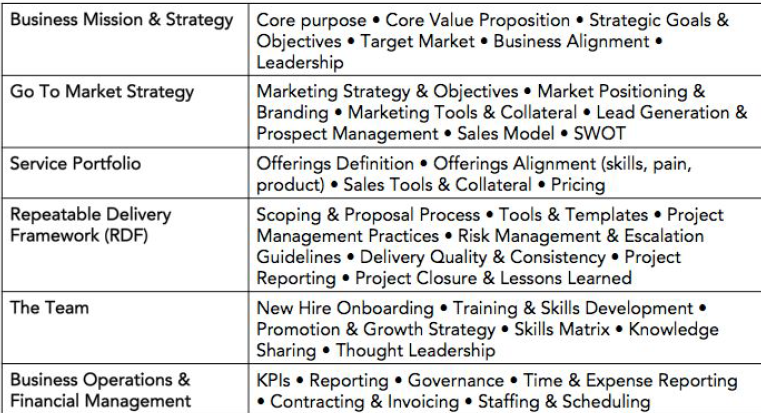 Business Mission & Strategy
Core purpose • Core Value Proposition • Strategic Goals &
Objectives • Target Market • Business Alignment •
Leadership
Go To Market Strategy
Marketing Strategy & Objectives • Market Positioning &
Branding • Marketing Tools & Collateral • Lead Generation &
Prospect Management • Sales Model • SWOT
Service Portfolio
Offerings Definition • Offerings Alignment (skills, pain,
product) • Sales Tools & Collateral • Pricing
Repeatable Delivery
Framework (RDF)
Scoping & Proposal Process • Tools & Templates • Project
Management Practices • Risk Management & Escalation
Guidelines • Delivery Quality & Consistency • Project
Reporting • Project Closure & Lessons Learned
The Team
New Hire Onboarding • Training & Skills Development •
Promotion & Growth Strategy • Skills Matrix • Knowledge
Sharing • Thought Leadership
Business Operations &
Financial Management
KPIs • Reporting • Governance • Time & Expense Reporting
• Contracting & Invoicing • Staffing & Scheduling